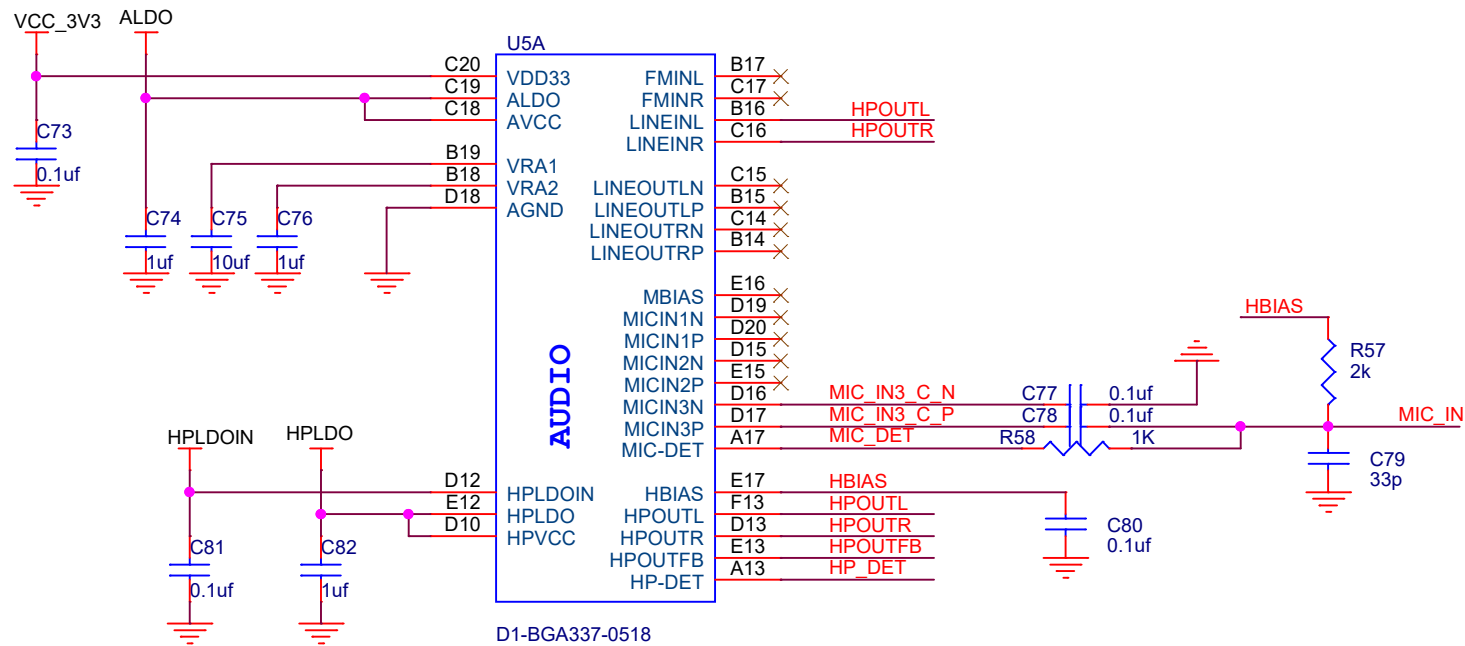 VCC_3V3
ALDO
C73
0.1uf
C74
1uf
C75
10uf
C76
1uf
HPLDOIN
HPLDO
C81
0.1uf
C82
1uf
U5A
C20 VDD33
C19 ALDO
C18 AVCC
B19 VRA1
B18 VRA2
D18 AGND
D12 HPLDOIN
E12 HPLDO
D10 HPVCC
AUDIO
FMINL B17
FMINR C17
LINEINL B16 HPOUTL
LINEINR C16 HPOUTR
LINEOUTLN C15
LINEOUTLP B15
LINEOUTRN C14
LINEOUTRP B14
MBIAS E16
MICIN1N D19
MICIN1P D20
MICIN2N D15
MICIN2P E15
MICIN3N D16 MIC_IN3_C_N C77 0.1uf
MICIN3P D17 MIC_IN3_C_P C78 0.1uf
MIC-DET A17 MIC_DET R58 1K
HBIAS E17 HBIAS
HPOUTL F13 HPOUTL
HPOUTR D13 HPOUTR
HPOUTFB E13 HPOUTFB
HP-DET A13 HP_DET
D1-BGA337-0518
C80
0.1uf
HBIAS
R57
2k
MIC_IN
C79
33p